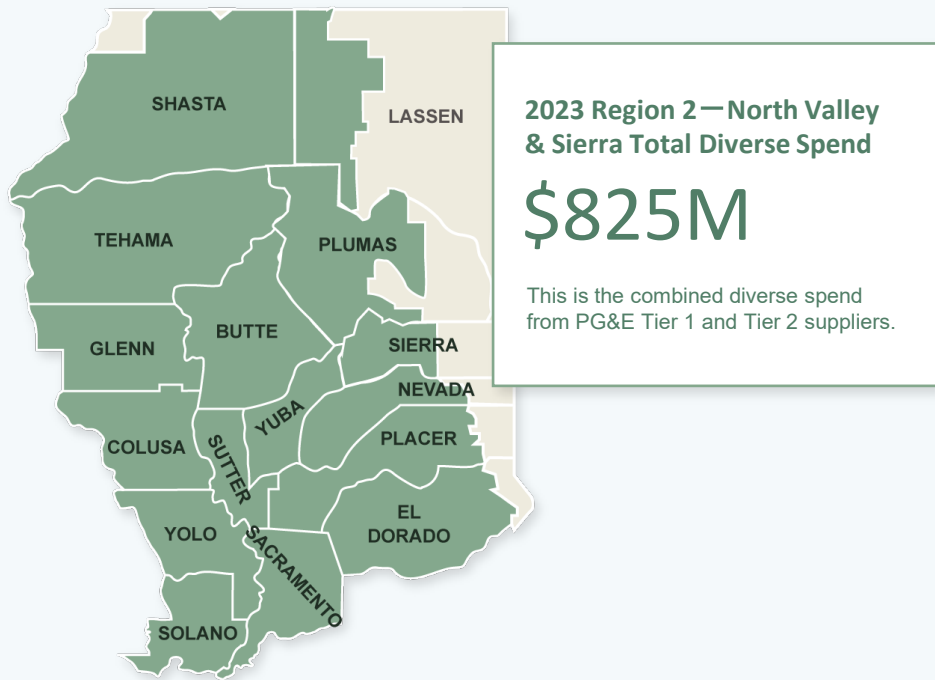 SHASTA
LASSEN
2023 Region 2—North Valley
& Sierra Total Diverse Spend
$825M
This is the combined diverse spend
from PG&E Tier 1 and Tier 2 suppliers.
TEHAMA
PLUMAS
BUTTE
GLENN
SIERRA
NEVADA
YUBA
PLACER
COLUSA
SUTTER
EL
DORADO
YOLO
SACRAMENTO
SOLANO